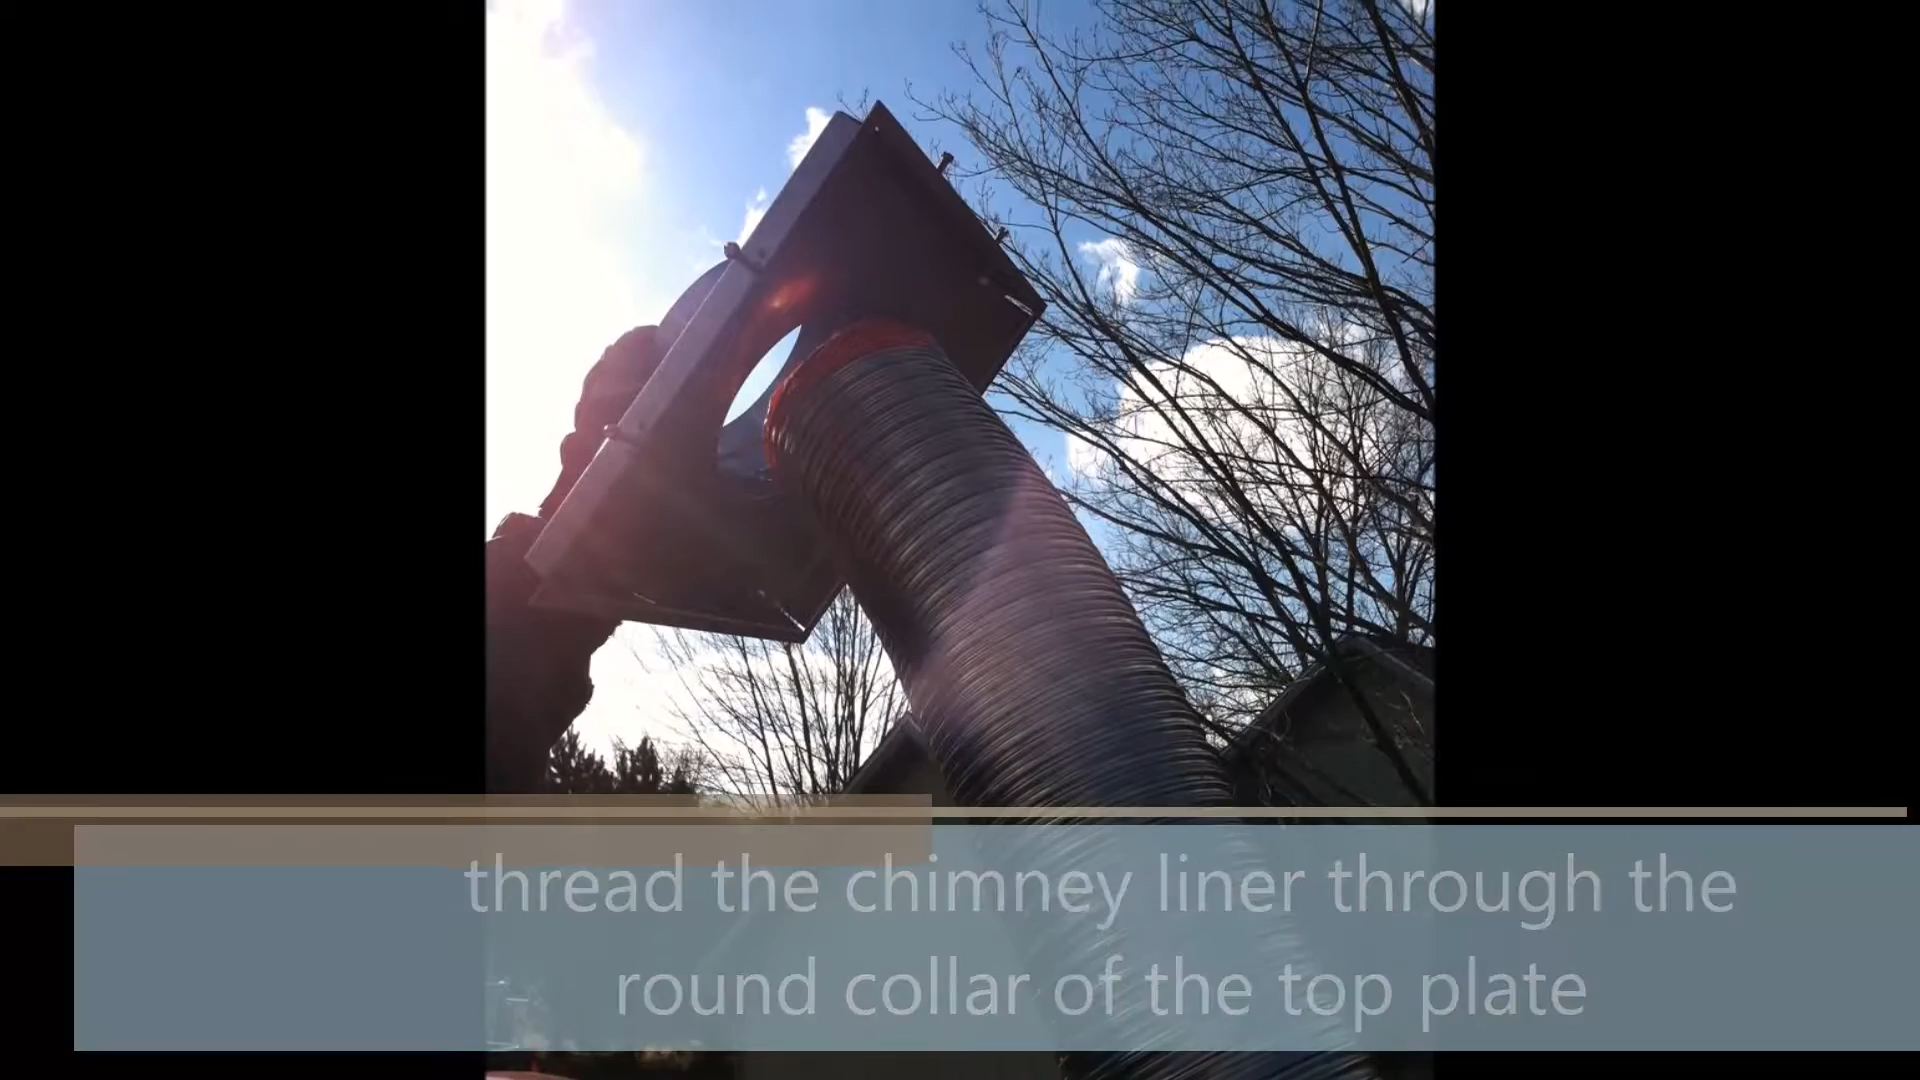 thread the chimney liner through the
round collar of the top plate